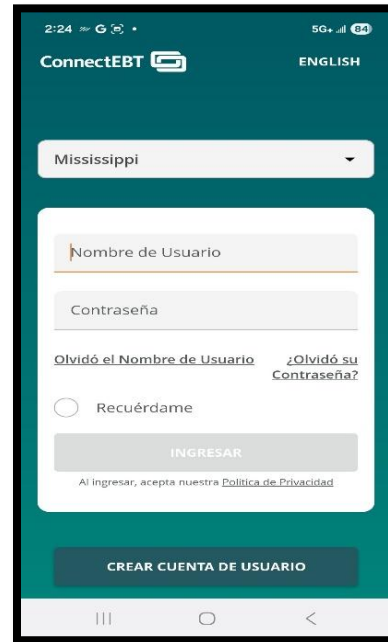 2:24 G 5G+ 84
ConnectEBT ENGLISH
Mississippi
Nombre de Usuario
Contraseña
Olvidó el Nombre de Usuario ¿Olvidó su
Contraseña?
Recuérdame
INGRESAR
Al ingresar, acepta nuestra Política de Privacidad
CREAR CUENTA DE USUARIO